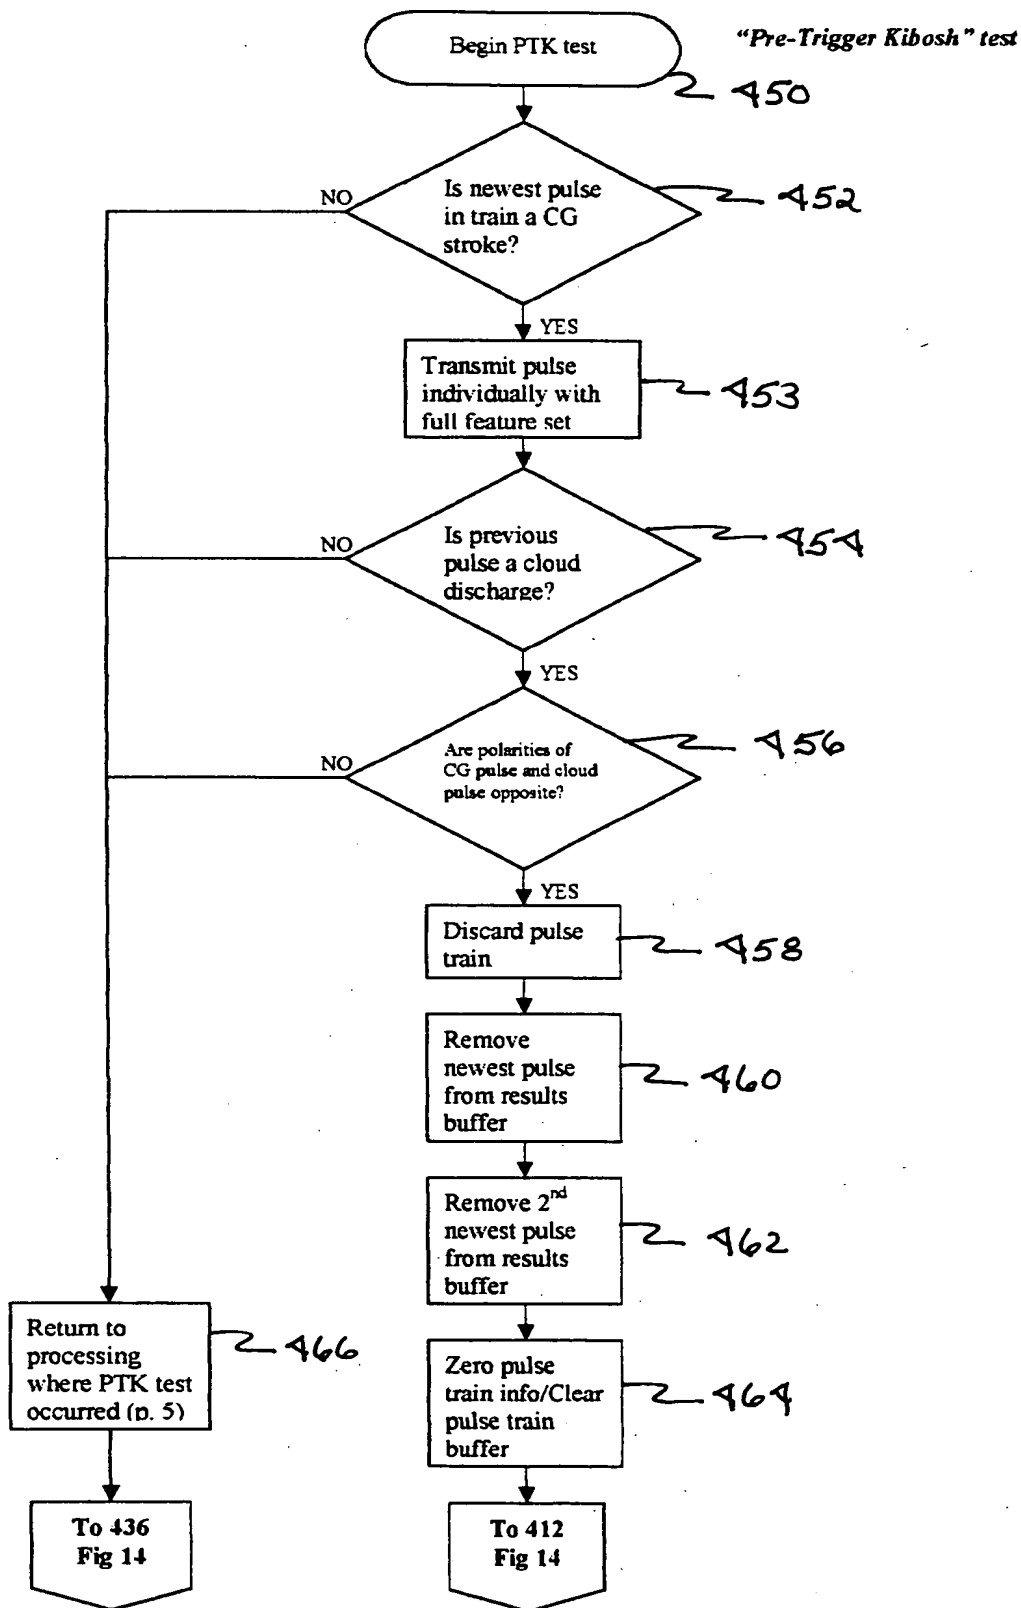 Begin PTK test
"Pre-Trigger Kibosh" test
450
Is newest pulse
in train a CG
stroke?
452
NO
YES
Transmit pulse
individually with
full feature set
453
Is previous
pulse a cloud
discharge?
454
NO
YES
Are polarities of
CG pulse and cloud
pulse opposite?
456
NO
YES
Discard pulse
train
458
Remove
newest pulse
from results
buffer
460
Remove 2nd
newest pulse
from results
buffer
462
Return to
processing
where PTK test
occurred (p. 5)
466
Zero pulse
train info/Clear
pulse train
buffer
464
To 436
Fig 14
To 412
Fig 14